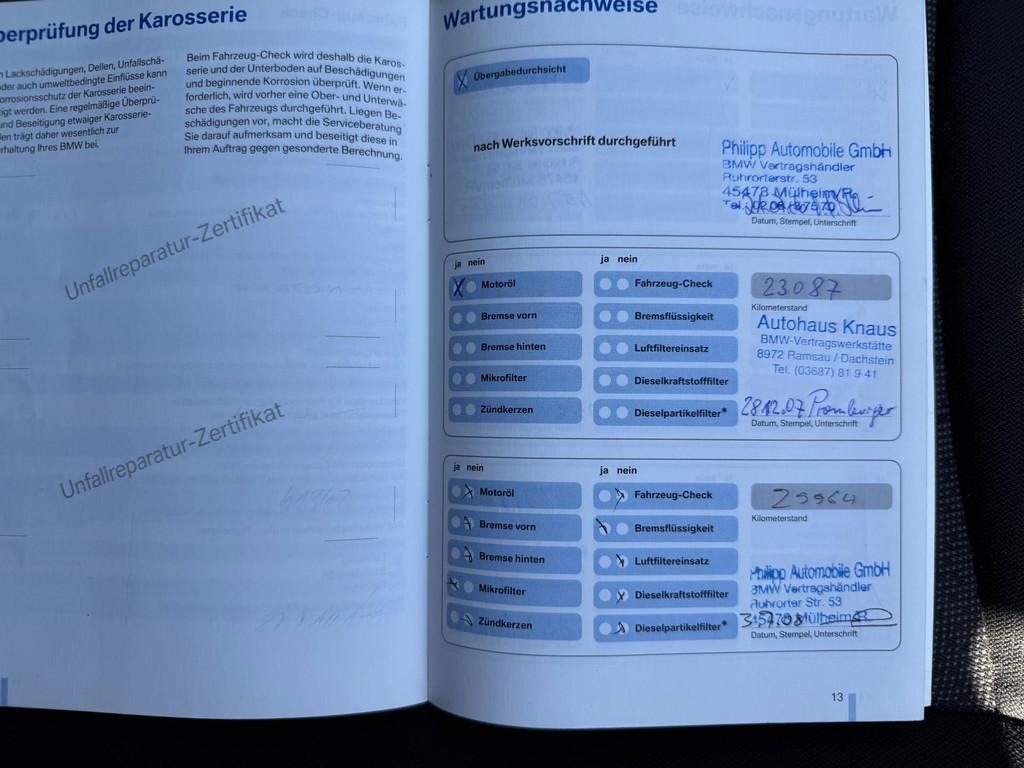 berprüfung der Karosserie
n Lackschädigungen, Dellen, Unfallschä-
oder auch umweltbedingte Einflüsse kann
orrosionsschutz der Karosserie beein-
tigt werden. Eine regelmäßige Überprü-
und Beseitigung etwaiger Karosserie-
en trägt daher wesentlich zur
rhaltung Ihres BMW bei.
Beim Fahrzeug-Check wird deshalb die Karos-
serie und der Unterboden auf Beschädigungen
und beginnende Korrosion überprüft. Wenn er-
forderlich, wird vorher eine Ober- und Unterwä-
sche des Fahrzeugs durchgeführt. Liegen Be-
schädigungen vor, macht die Serviceberatung
Sie darauf aufmerksam und beseitigt diese in
Ihrem Auftrag gegen gesonderte Berechnung.
Unfallreparatur-Zertifikat
Unfallreparatur-Zertifikat
Wartungsnachweise
X Übergabedurchsicht
nach Werksvorschrift durchgeführt
Philipp Automobile GmbH
BMW Vertragshändler
Ruhrorterstr. 53
45478 Mülheim/R.
Tel.
Datum, Stempel, Unterschrift
ja nein
X Motoröl
Bremse vorn
Bremse hinten
Mikrofilter
Zündkerzen
ja nein
Fahrzeug-Check
Bremsflüssigkeit
Luftfiltereinsatz
Dieselkraftstofffilter
Dieselpartikelfilter*
23087
Kilometerstand
Autohaus Knaus
BMW-Vertragswerkstätte
8972 Ramsau / Dachstein
Tel. (03687) 81 9 41
28.12.07
Datum, Stempel, Unterschrift
ja nein
Motoröl
Bremse vorn
Bremse hinten
Mikrofilter
Zündkerzen
ja nein
Fahrzeug-Check
Bremsflüssigkeit
Luftfiltereinsatz
Dieselkraftstofffilter
Dieselpartikelfilter*
25964
Kilometerstand
Philipp Automobile GmbH
BMW Vertragshändler
Ruhrorter Str. 53
45478 Mülheim/R.
Datum, Stempel, Unterschrift
13